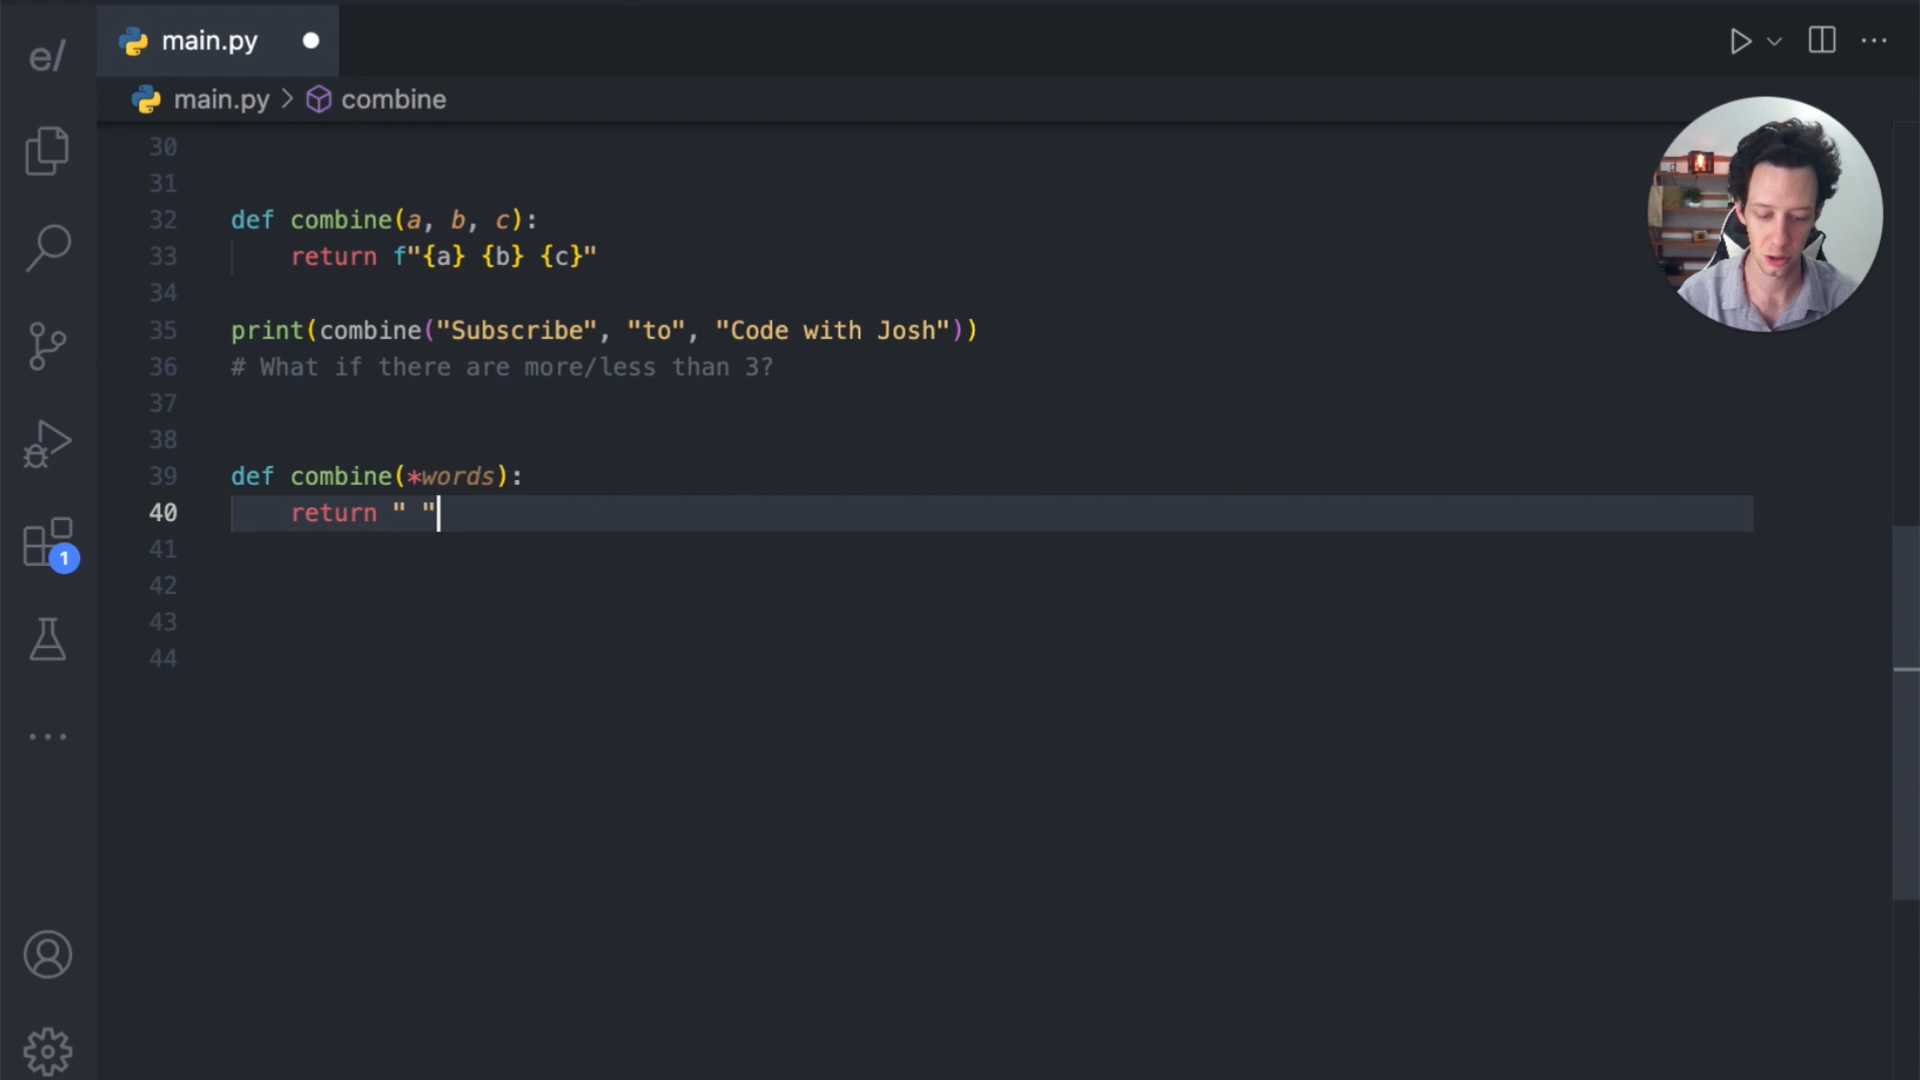 e/
main.py
main.py > combine
30
31
32 def combine(a, b, c):
33 return f"{a} {b} {c}"
34
35 print(combine("Subscribe", "to", "Code with Josh"))
36 # What if there are more/less than 3?
37
38
39 def combine(*words):
40 return " "
41
42
43
44
1